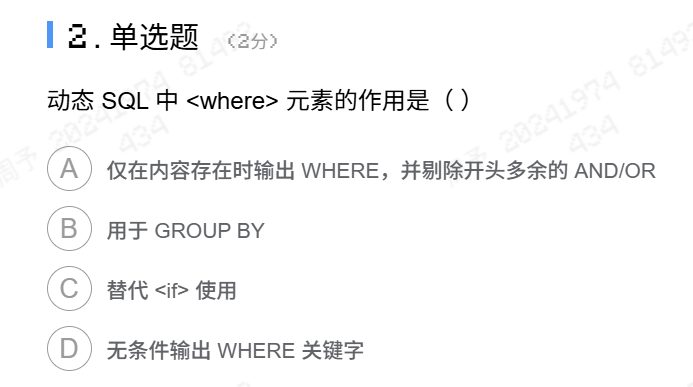 2.单选题 (2分)
动态 SQL 中 <where> 元素的作用是（ ）
A 仅在内容存在时输出 WHERE，并剔除开头多余的 AND/OR
B 用于 GROUP BY
C 替代 <if> 使用
D 无条件输出 WHERE 关键字